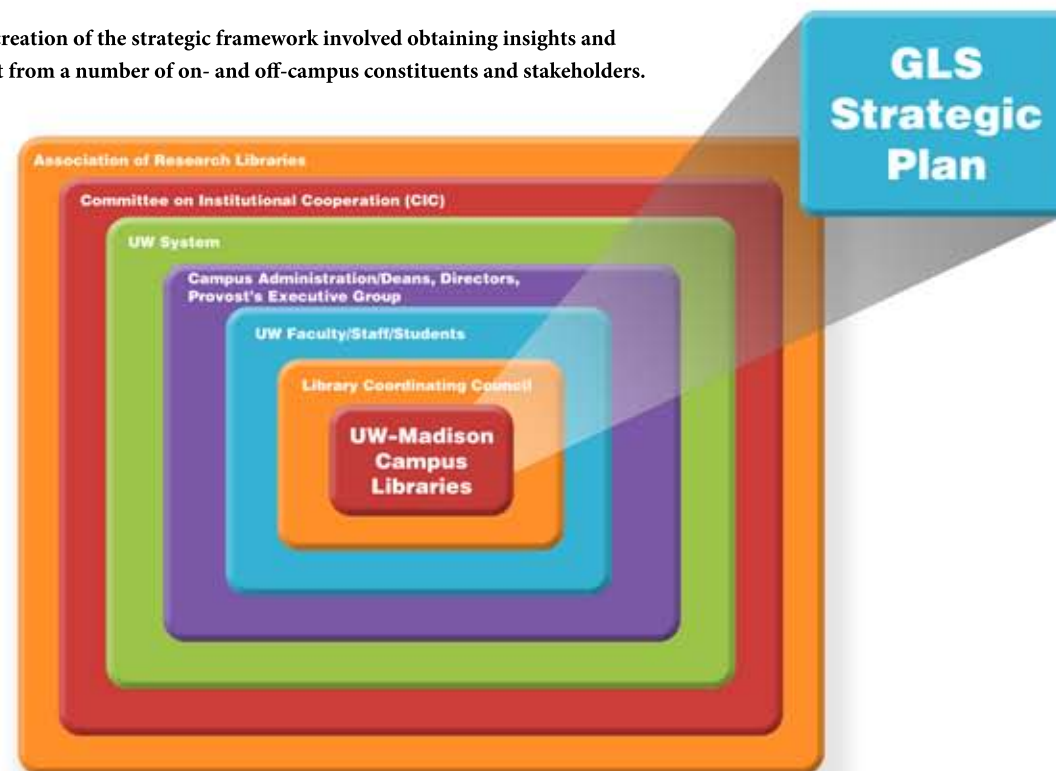 creation of the strategic framework involved obtaining insights and
from a number of on- and off-campus constituents and stakeholders.
GLS
Strategic
Plan
Association of Research Libraries
Committee on Institutional Cooperation (CIC)
UW System
Campus Administration/Deans, Directors,
Provost's Executive Group
UW Faculty/Staff/Students
Library Coordinating Council
UW-Madison
Campus
Libraries